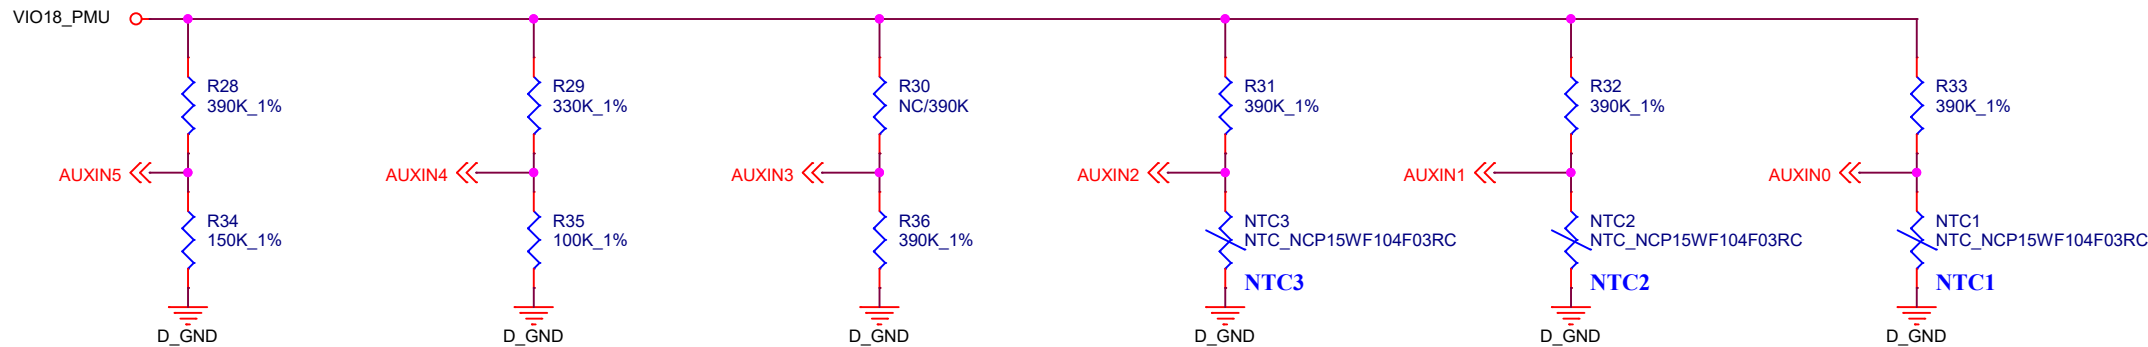 VIO18_PMU
R28
390K_1%
R29
330K_1%
R30
NC/390K
R31
390K_1%
R32
390K_1%
R33
390K_1%
AUXIN5
AUXIN4
AUXIN3
AUXIN2
AUXIN1
AUXIN0
R34
150K_1%
R35
100K_1%
R36
390K_1%
NTC3
NTC_NCP15WF104F03RC
NTC3
NTC2
NTC_NCP15WF104F03RC
NTC2
NTC1
NTC_NCP15WF104F03RC
NTC1
D_GND
D_GND
D_GND
D_GND
D_GND
D_GND